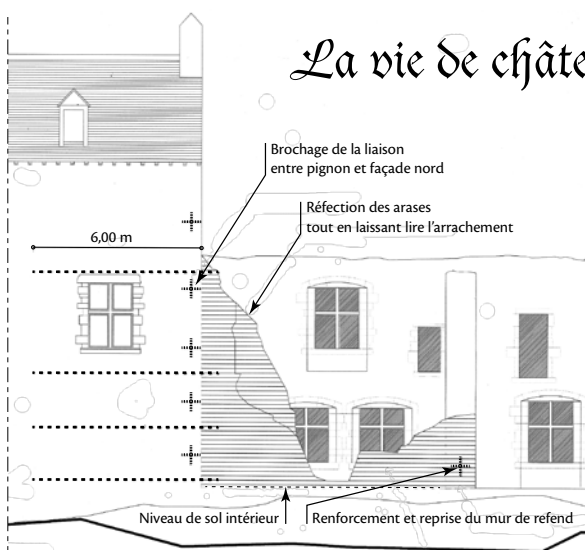 La vie de châte
Brochage de la liaison
entre pignon et façade nord
Réfection des arases
tout en laissant lire l’arrachement
6,00 m
Niveau de sol intérieur
Renforcement et reprise du mur de refend